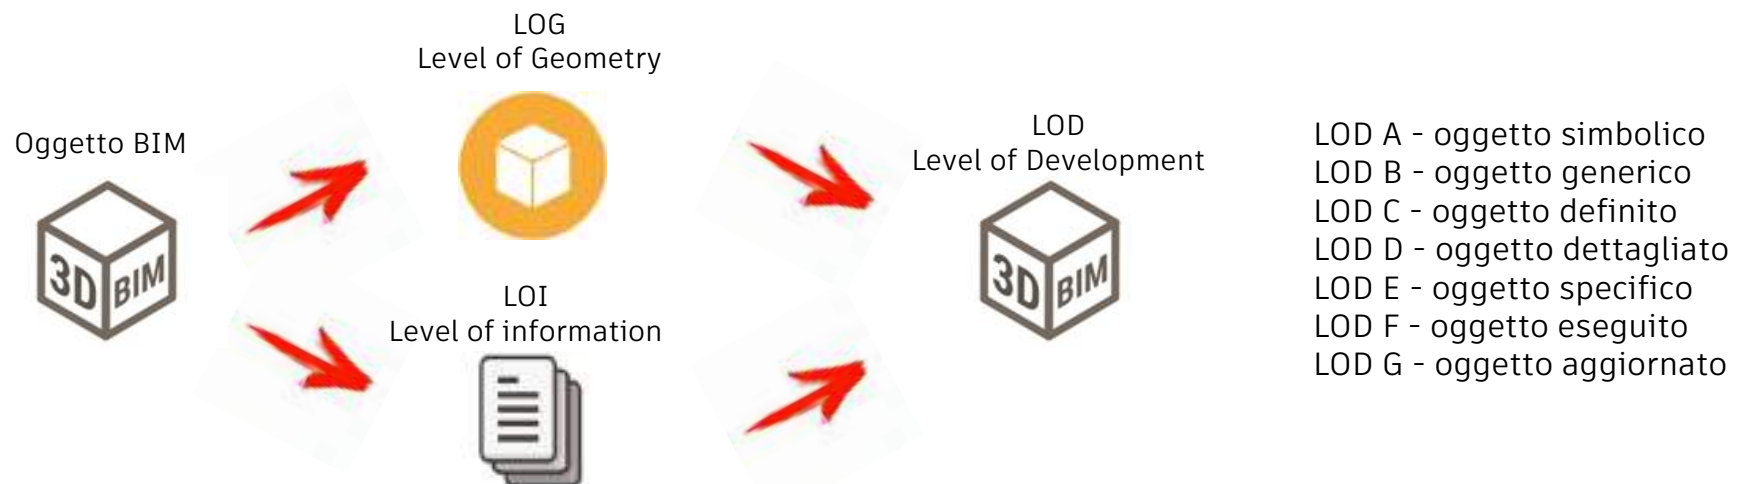 LOG
Level of Geometry
Oggetto BIM
3D BIM
LOI
Level of information
LOD
Level of Development
3D BIM
LOD A - oggetto simbolico
LOD B - oggetto generico
LOD C - oggetto definito
LOD D - oggetto dettagliato
LOD E - oggetto specifico
LOD F - oggetto eseguito
LOD G - oggetto aggiornato